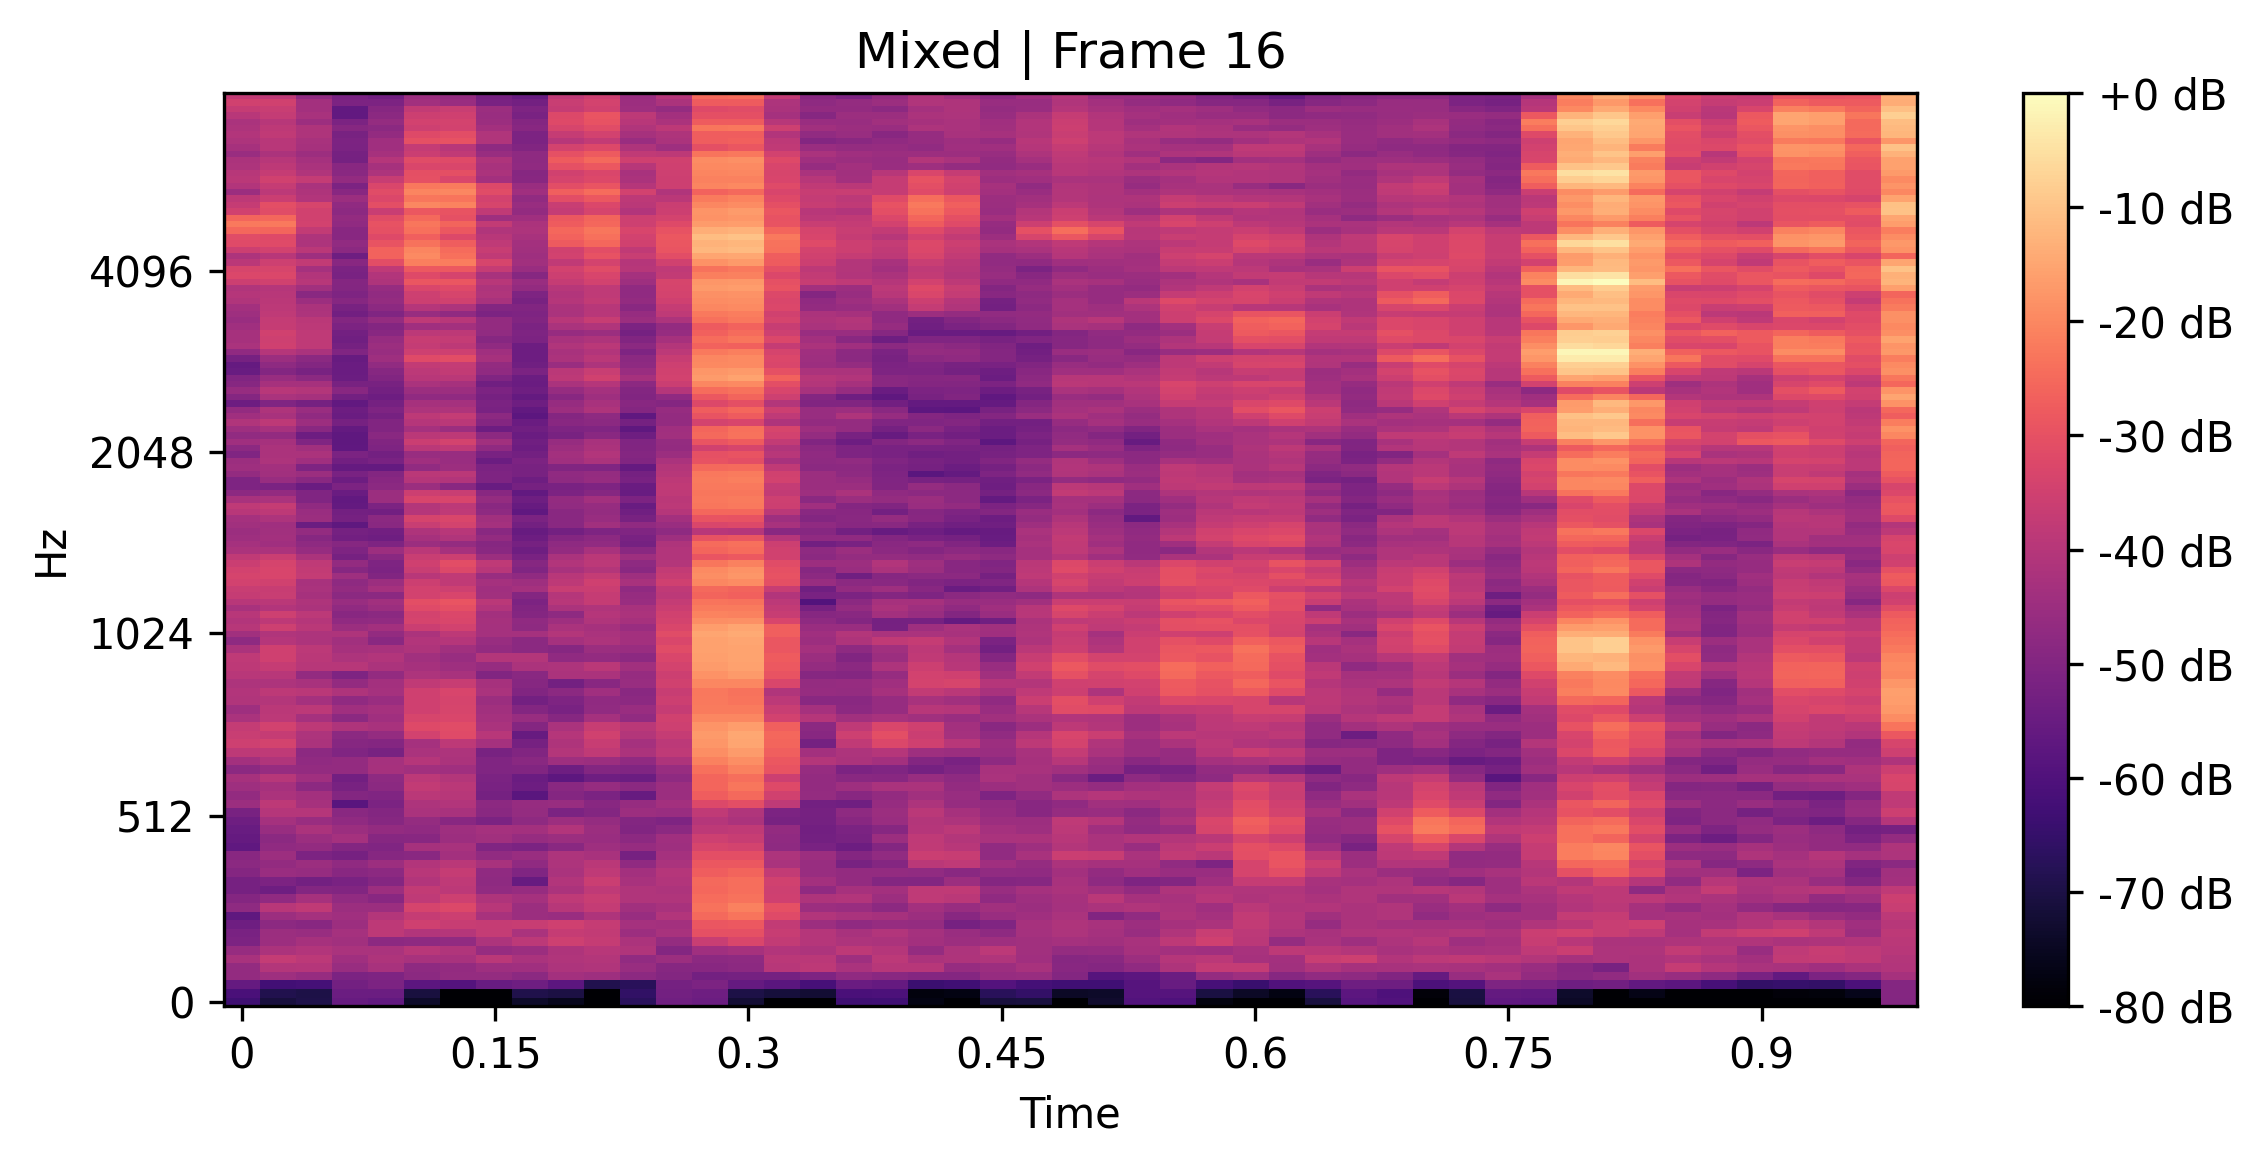 Mixed | Frame 16
+0 dB
-10 dB
-20 dB
-30 dB
-40 dB
-50 dB
-60 dB
-70 dB
-80 dB
Hz
4096
2048
1024
512
0
0 0.15 0.3 0.45 0.6 0.75 0.9
Time